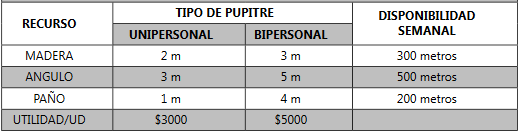 RECURSO TIPO DE PUPITRE DISPONIBILIDAD SEMANAL
UNIPERSONAL BIPERSONAL
MADERA 2 m 3 m 300 metros
ANGULO 3 m 5 m 500 metros
PAÑO 1 m 4 m 200 metros
UTILIDAD/UD $3000 $5000